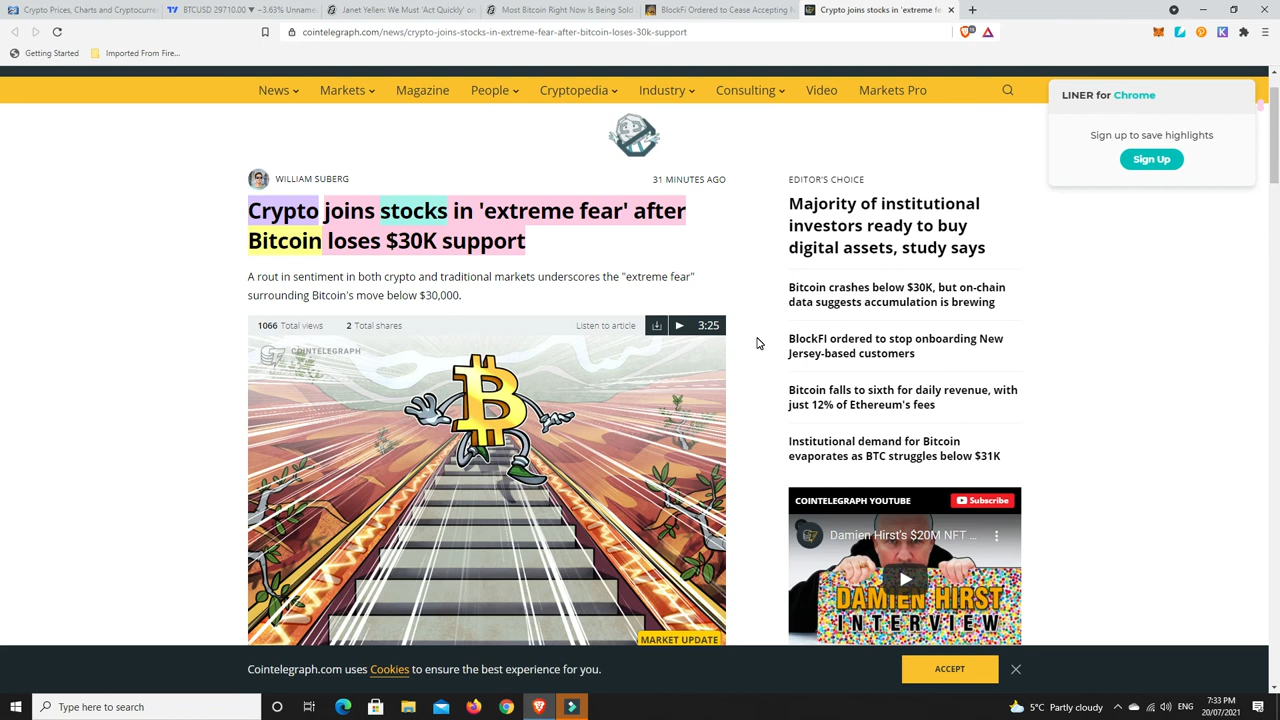 Crypto Prices, Charts and Cryptocurr
BTCUSD 29710.00 ▼ −3.63% Unname
Janet Yellen: We Must 'Act Quickly' on
Most Bitcoin Right Now Is Being Sold
BlockFi Ordered to Cease Accepting N
Crypto joins stocks in 'extreme fe
cointelegraph.com/news/crypto-joins-stocks-in-extreme-fear-after-bitcoin-loses-30k-support
Getting Started
Imported From Fire...
News
Markets
Magazine
People
Cryptopedia
Industry
Consulting
Video
Markets Pro
LINER for Chrome
Sign up to save highlights
Sign Up
WILLIAM SUBERG
31 MINUTES AGO
Crypto joins stocks in 'extreme fear' after
Bitcoin loses $30K support
A rout in sentiment in both crypto and traditional markets underscores the "extreme fear"
surrounding Bitcoin's move below $30,000.
1066 Total views
2 Total shares
Listen to article
3:25
COINTELEGRAPH
MARKET UPDATE
EDITOR'S CHOICE
Majority of institutional
investors ready to buy
digital assets, study says
Bitcoin crashes below $30K, but on-chain
data suggests accumulation is brewing
BlockFi ordered to stop onboarding New
Jersey-based customers
Bitcoin falls to sixth for daily revenue, with
just 12% of Ethereum's fees
Institutional demand for Bitcoin
evaporates as BTC struggles below $31K
COINTELEGRAPH YOUTUBE
Subscribe
Damien Hirst's $20M NFT ...
DAMIEN HIRST
INTERVIEW
Cointelegraph.com uses Cookies to ensure the best experience for you.
ACCEPT
Type here to search
5°C Partly cloudy
ENG
7:33 PM
20/07/2021